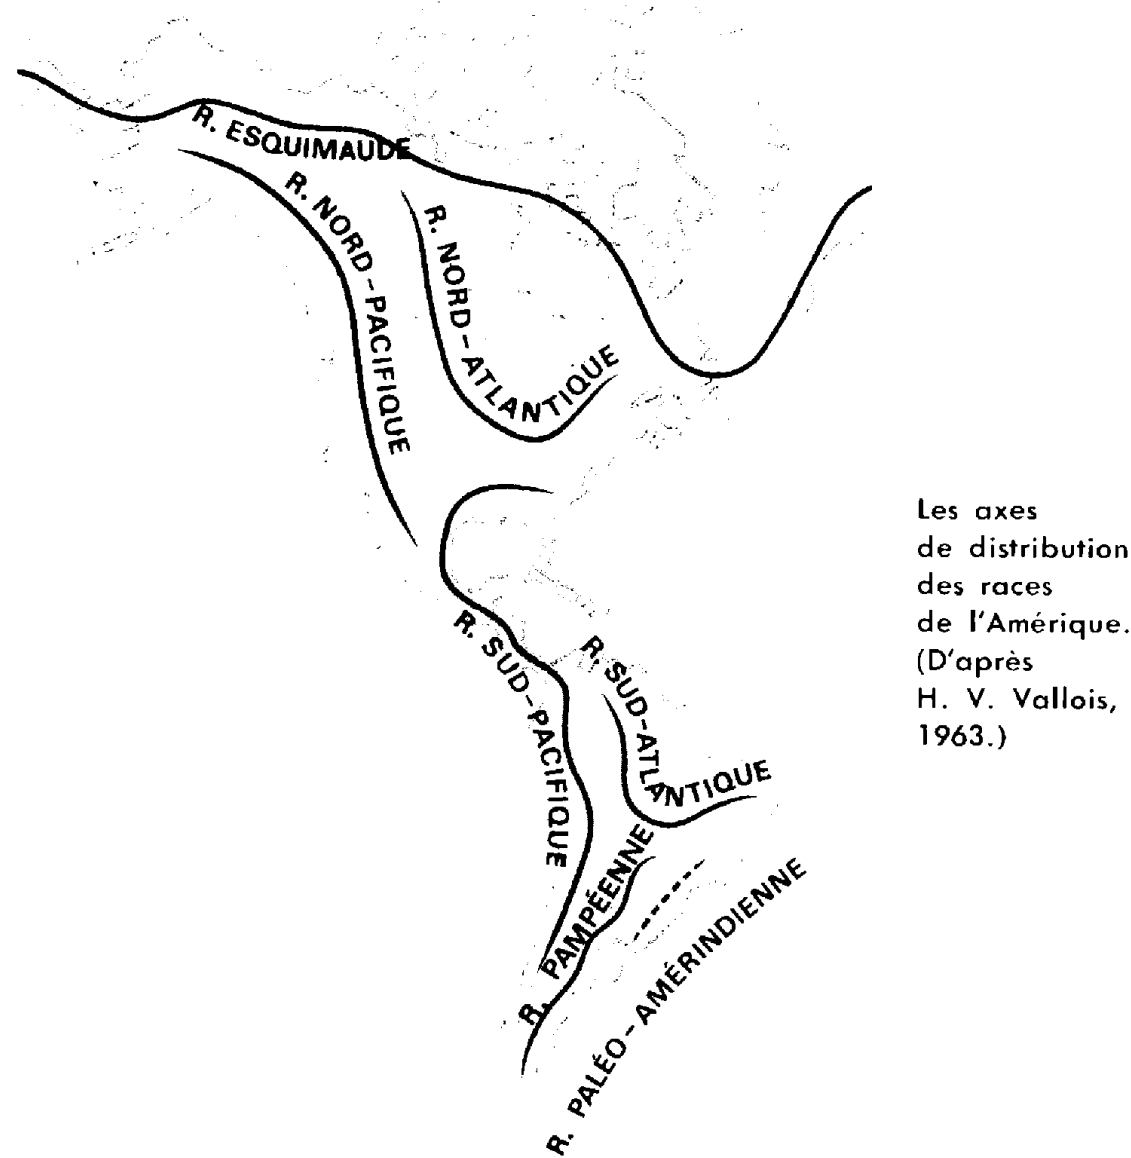 R. ESQUIMAUDE
R. NORD-PACIFIQUE
R. NORD-ATLANTIQUE
R. SUD-PACIFIQUE
R. SUD-ATLANTIQUE
R. PAMPÉENNE
R. PALÉO-AMÉRINDIENNE
Les axes
de distribution
des races
de l'Amérique.
(D'après
H. V. Vallois,
1963.)